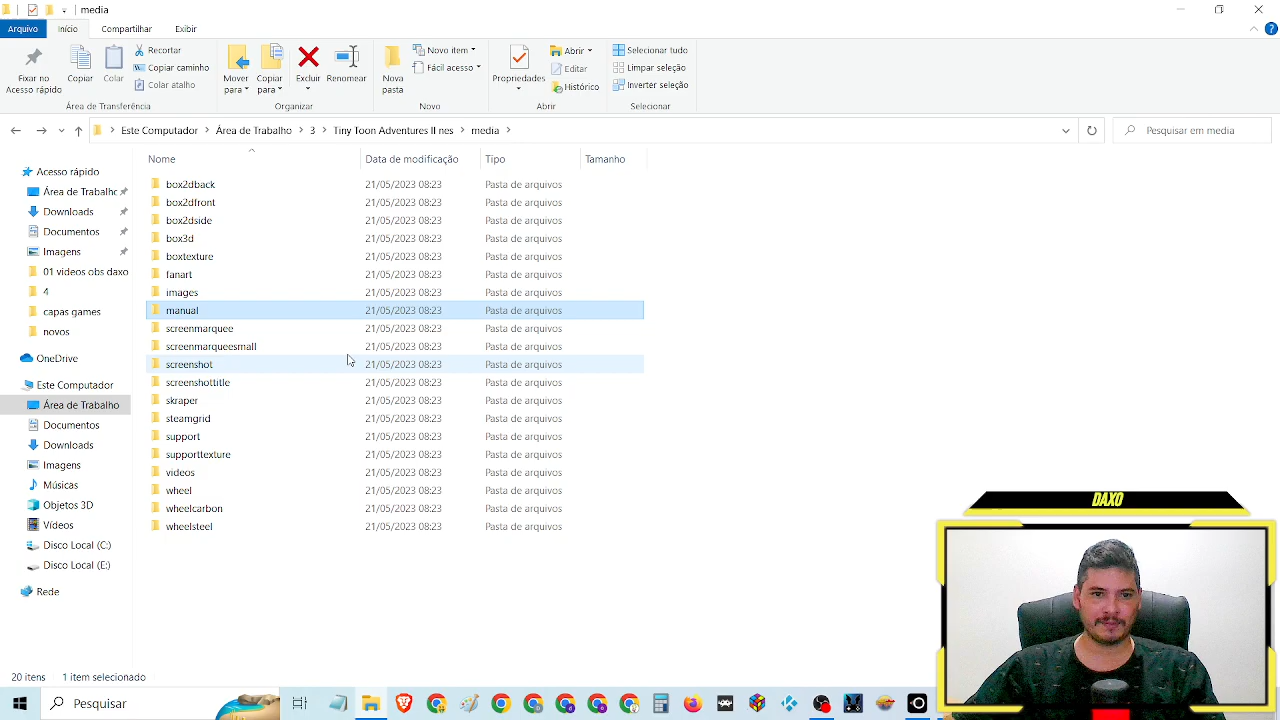 media
Arquivo Início Compartilhar Exibir
Fixar no Acesso rápido
Copiar
Colar
Recortar
Copiar caminho
Colar atalho
Área de Transferência
Mover para
Copiar para
Excluir
Renomear
Organizar
Nova pasta
Novo item
Fácil acesso
Novo
Propriedades
Abrir
Editar
Histórico
Abrir
Selecionar tudo
Limpar seleção
Inverter seleção
Selecionar
Este Computador > Área de Trabalho > 3 > Tiny Toon Adventures II nes > media >
Pesquisar em media
Acesso rápido
Área de Trabalho
Downloads
Documentos
Imagens
01 videos obs daxo
4
capas games
novos
OneDrive
Este Computador
Área de Trabalho
Documentos
Downloads
Imagens
Músicas
Objetos 3D
Vídeos
Disco Local (C:)
Disco Local (E:)
Rede
Nome Data de modificação Tipo Tamanho
box2dback 21/05/2023 08:23 Pasta de arquivos
box2dfront 21/05/2023 08:23 Pasta de arquivos
box2dside 21/05/2023 08:23 Pasta de arquivos
box3d 21/05/2023 08:23 Pasta de arquivos
boxtexture 21/05/2023 08:23 Pasta de arquivos
fanart 21/05/2023 08:23 Pasta de arquivos
images 21/05/2023 08:23 Pasta de arquivos
manual 21/05/2023 08:23 Pasta de arquivos
screenmarquee 21/05/2023 08:23 Pasta de arquivos
screenmarqueesmall 21/05/2023 08:23 Pasta de arquivos
screenshot 21/05/2023 08:23 Pasta de arquivos
screenshottitle 21/05/2023 08:23 Pasta de arquivos
skraper 21/05/2023 08:23 Pasta de arquivos
steamgrid 21/05/2023 08:23 Pasta de arquivos
support 21/05/2023 08:23 Pasta de arquivos
supporttexture 21/05/2023 08:23 Pasta de arquivos
videos 21/05/2023 08:23 Pasta de arquivos
wheel 21/05/2023 08:23 Pasta de arquivos
wheelcarbon 21/05/2023 08:23 Pasta de arquivos
wheelsteel 21/05/2023 08:23 Pasta de arquivos
DAXO
20 itens 1 item selecionado
Pesquisar